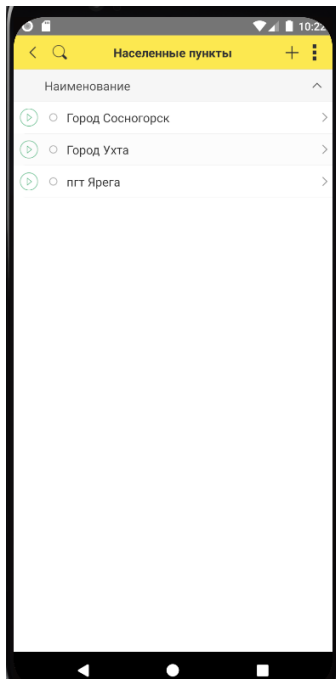 10:22
Населенные пункты
Наименование
Город Сосногорск
Город Ухта
пгт Ярега